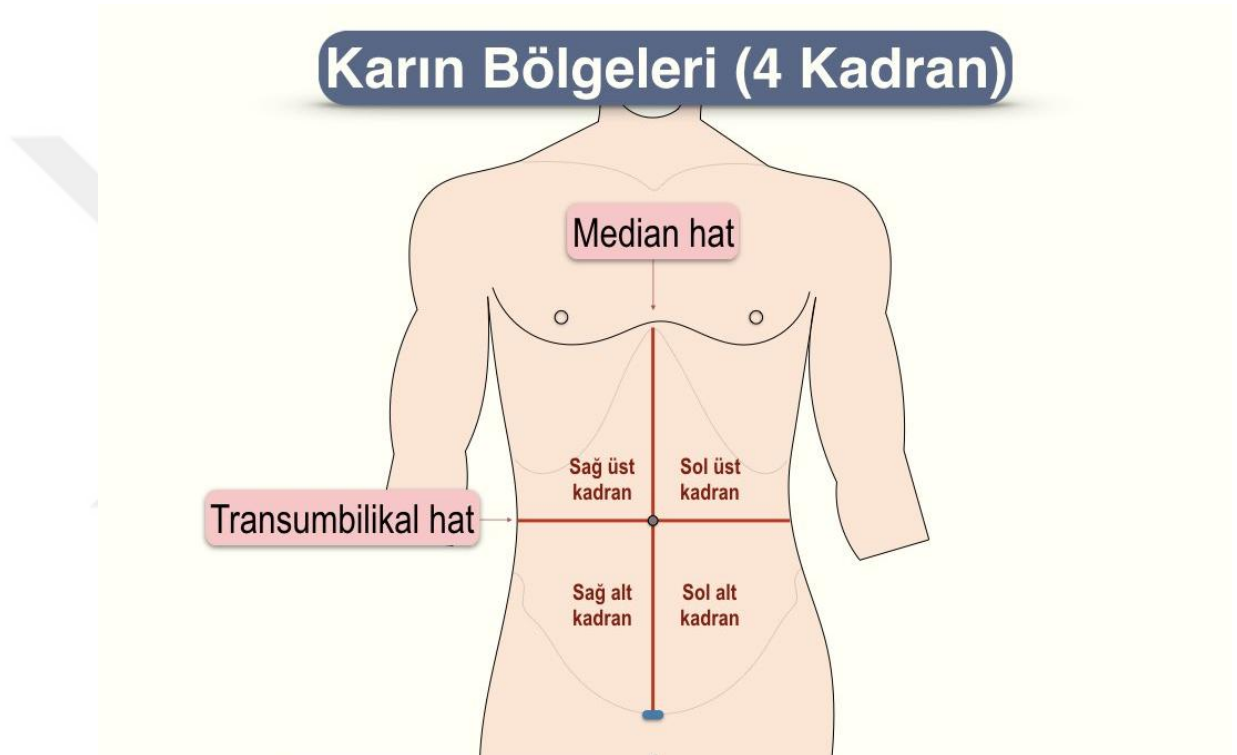 Karın Bölgeleri (4 Kadran)
Median hat
Sağ üst
kadran
Sol üst
kadran
Transumbilikal hat
Sağ alt
kadran
Sol alt
kadran